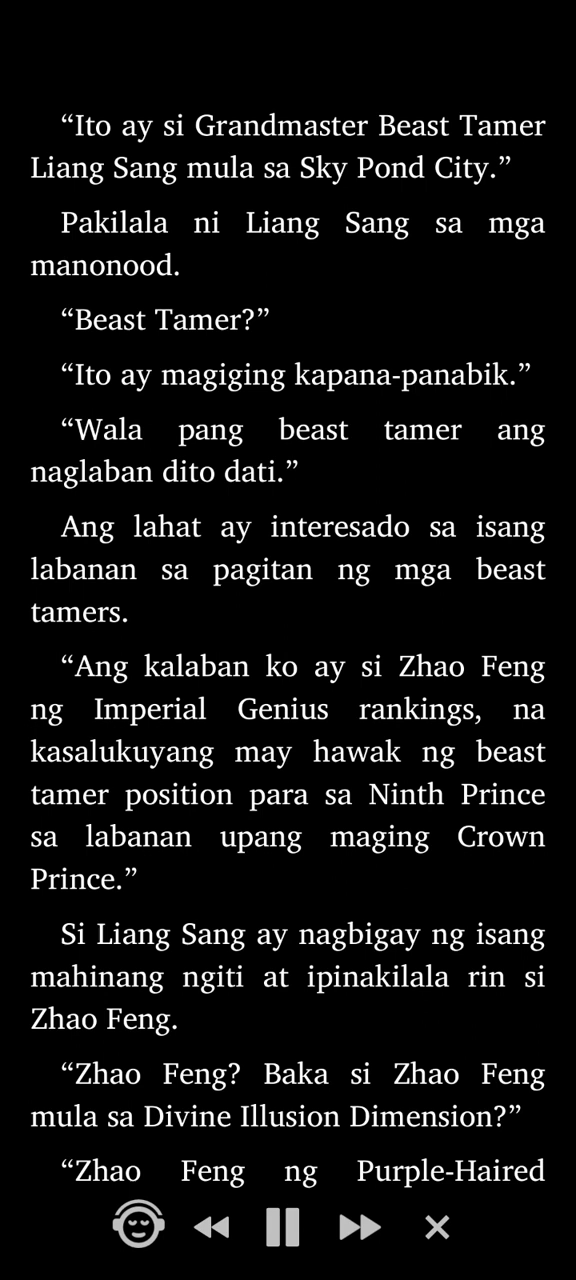 “Ito ay si Grandmaster Beast Tamer
Liang Sang mula sa Sky Pond City.”
Pakilala ni Liang Sang sa mga
manonood.
“Beast Tamer?”
“Ito ay magiging kapana-panabik.”
“Wala pang beast tamer ang
naglaban dito dati.”
Ang lahat ay interesado sa isang
labanan sa pagitan ng mga beast
tamers.
“Ang kalaban ko ay si Zhao Feng
ng Imperial Genius rankings, na
kasalukuyang may hawak ng beast
tamer position para sa Ninth Prince
sa labanan upang maging Crown
Prince.”
Si Liang Sang ay nagbigay ng isang
mahinang ngiti at ipinakilala rin si
Zhao Feng.
“Zhao Feng? Baka si Zhao Feng
mula sa Divine Illusion Dimension?”
“Zhao Feng ng Purple-Haired